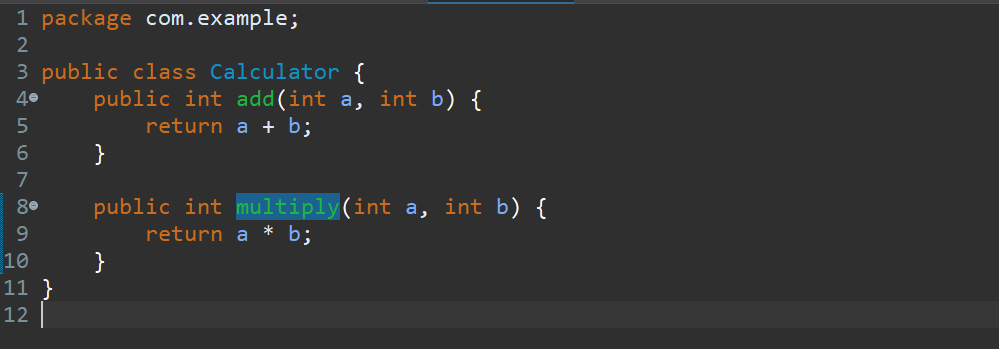 1 package com.example;
2
3 public class Calculator {
4 public int add(int a, int b) {
5 return a + b;
6 }
7
8 public int multiply(int a, int b) {
9 return a * b;
10 }
11 }
12